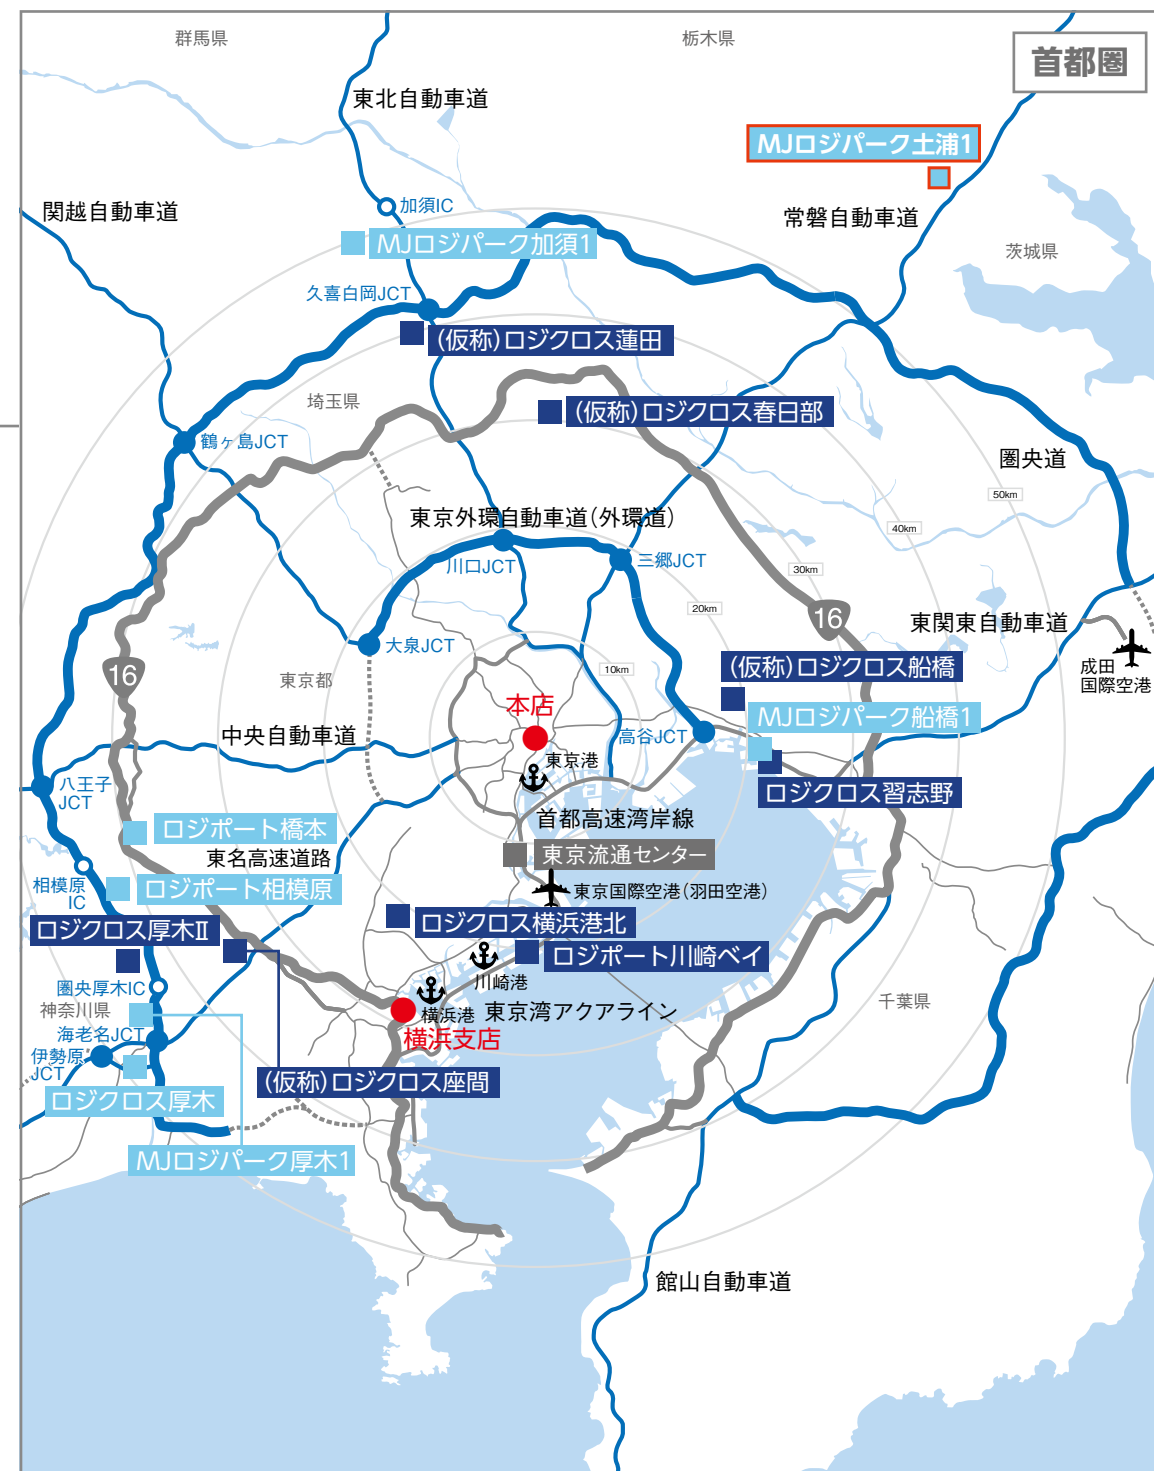 群馬県
栃木県
首都圏
東北自動車道
MJロジパーク土浦1
加須IC
関越自動車道
常磐自動車道
MJロジパーク加須1
茨城県
久喜白岡JCT
(仮称)ロジクロス蓮田
埼玉県
(仮称)ロジクロス春日部
鶴ヶ島JCT
圏央道
50km
東京外環自動車道(外環道)
40km
川口JCT
三郷JCT
30km
20km
16
東関東自動車道
大泉JCT
10km
(仮称)ロジクロス船橋
成田
国際空港
16
東京都
本店
MJロジパーク船橋1
中央自動車道
高谷JCT
東京港
八王子
JCT
ロジクロス習志野
首都高速湾岸線
ロジポート橋本
東名高速道路
東京流通センター
相模原
IC
ロジポート相模原
東京国際空港(羽田空港)
ロジクロス厚木Ⅱ
ロジクロス横浜港北
ロジポート川崎ベイ
川崎港
圏央厚木IC
神奈川県
千葉県
横浜港
東京湾アクアライン
海老名JCT
横浜支店
伊勢原
JCT
(仮称)ロジクロス座間
ロジクロス厚木
MJロジパーク厚木1
館山自動車道